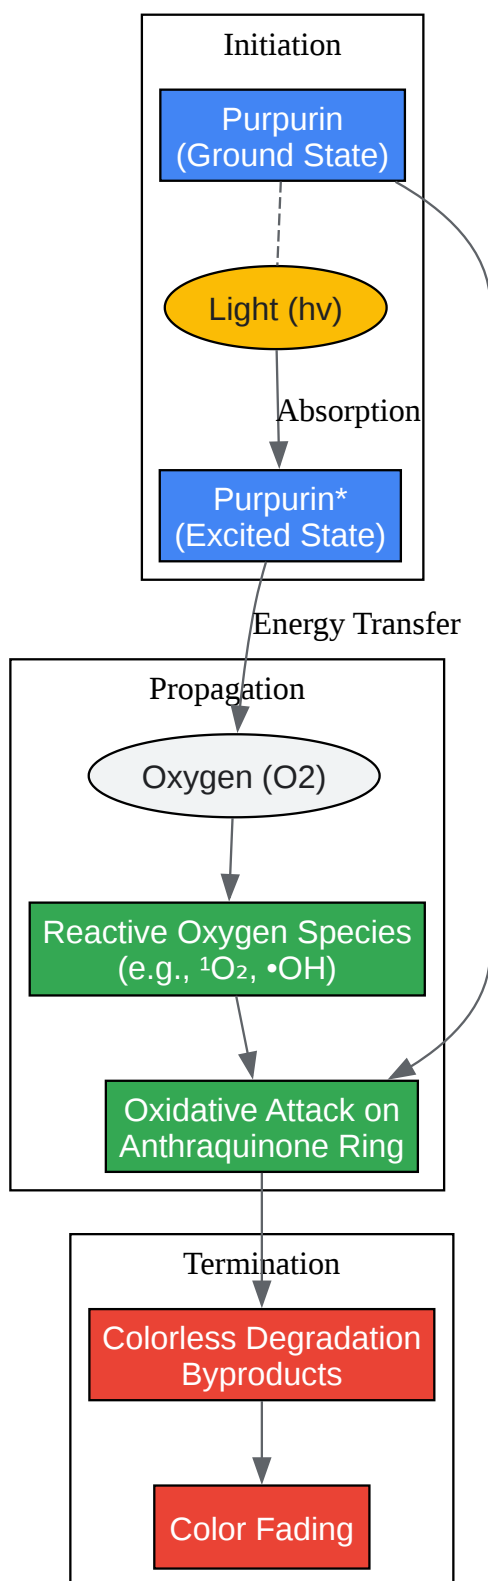 Initiation
Purpurin
(Ground State)
Light (hv)
Absorption
Purpurin*
(Excited State)
Energy Transfer
Propagation
Oxygen (O2)
Reactive Oxygen Species
(e.g., ¹O₂, •OH)
Oxidative Attack on
Anthraquinone Ring
Termination
Colorless Degradation
Byproducts
Color Fading